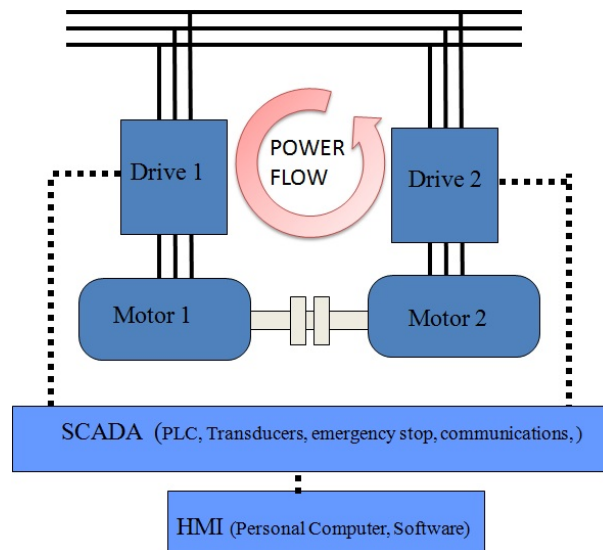 POWER
FLOW
Drive 1
Drive 2
Motor 1
Motor 2
SCADA (PLC, Transducers, emergency stop, communications, )
HMI (Personal Computer, Software)